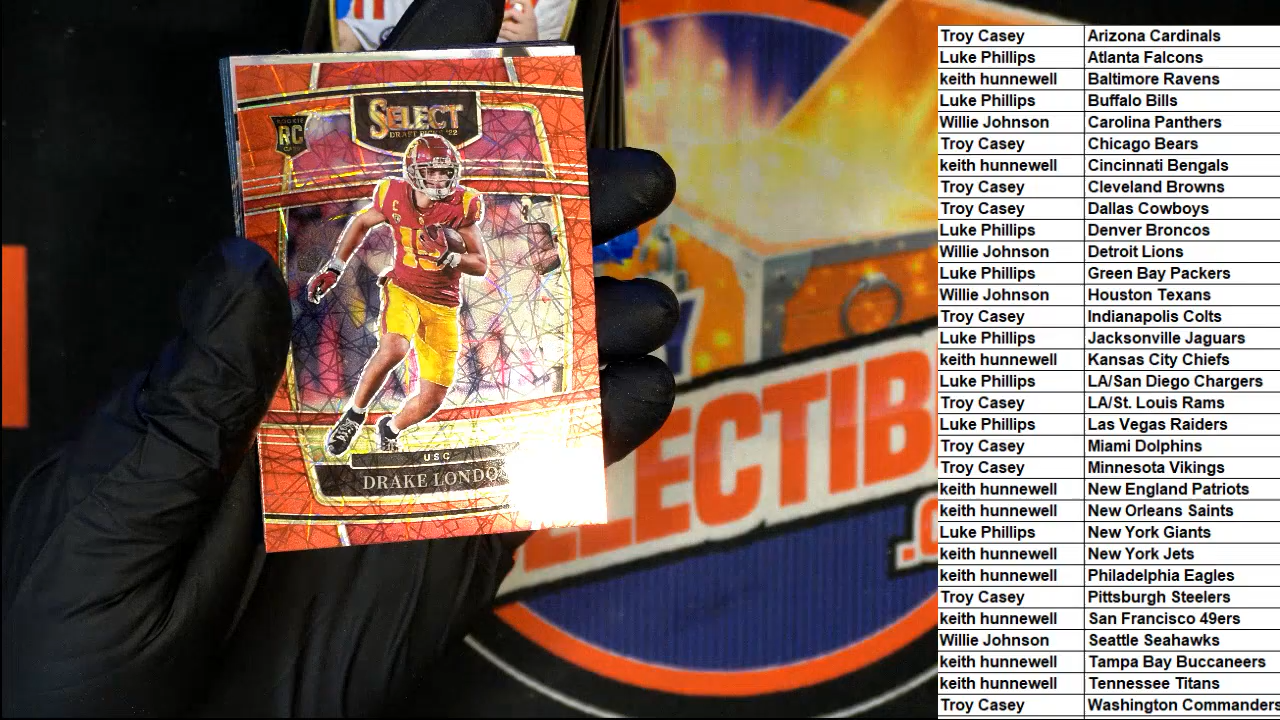 SELECT
DRAFT PICKS '22
ROOKIE
RC
CARD
C
15
USC
DRAKE LONDO
LECTIB
.c
Troy Casey Arizona Cardinals
Luke Phillips Atlanta Falcons
keith hunnewell Baltimore Ravens
Luke Phillips Buffalo Bills
Willie Johnson Carolina Panthers
Troy Casey Chicago Bears
keith hunnewell Cincinnati Bengals
Troy Casey Cleveland Browns
Troy Casey Dallas Cowboys
Luke Phillips Denver Broncos
Willie Johnson Detroit Lions
Luke Phillips Green Bay Packers
Willie Johnson Houston Texans
Troy Casey Indianapolis Colts
Luke Phillips Jacksonville Jaguars
keith hunnewell Kansas City Chiefs
Luke Phillips LA/San Diego Chargers
Troy Casey LA/St. Louis Rams
Luke Phillips Las Vegas Raiders
Troy Casey Miami Dolphins
Troy Casey Minnesota Vikings
keith hunnewell New England Patriots
keith hunnewell New Orleans Saints
Luke Phillips New York Giants
keith hunnewell New York Jets
keith hunnewell Philadelphia Eagles
Troy Casey Pittsburgh Steelers
keith hunnewell San Francisco 49ers
Willie Johnson Seattle Seahawks
keith hunnewell Tampa Bay Buccaneers
keith hunnewell Tennessee Titans
Troy Casey Washington Commanders